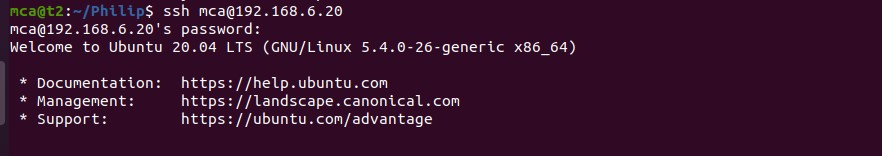 mca@t2:~/Philip$ ssh mca@192.168.6.20
mca@192.168.6.20's password:
Welcome to Ubuntu 20.04 LTS (GNU/Linux 5.4.0-26-generic x86_64)

 * Documentation:  https://help.ubuntu.com
 * Management:     https://landscape.canonical.com
 * Support:        https://ubuntu.com/advantage